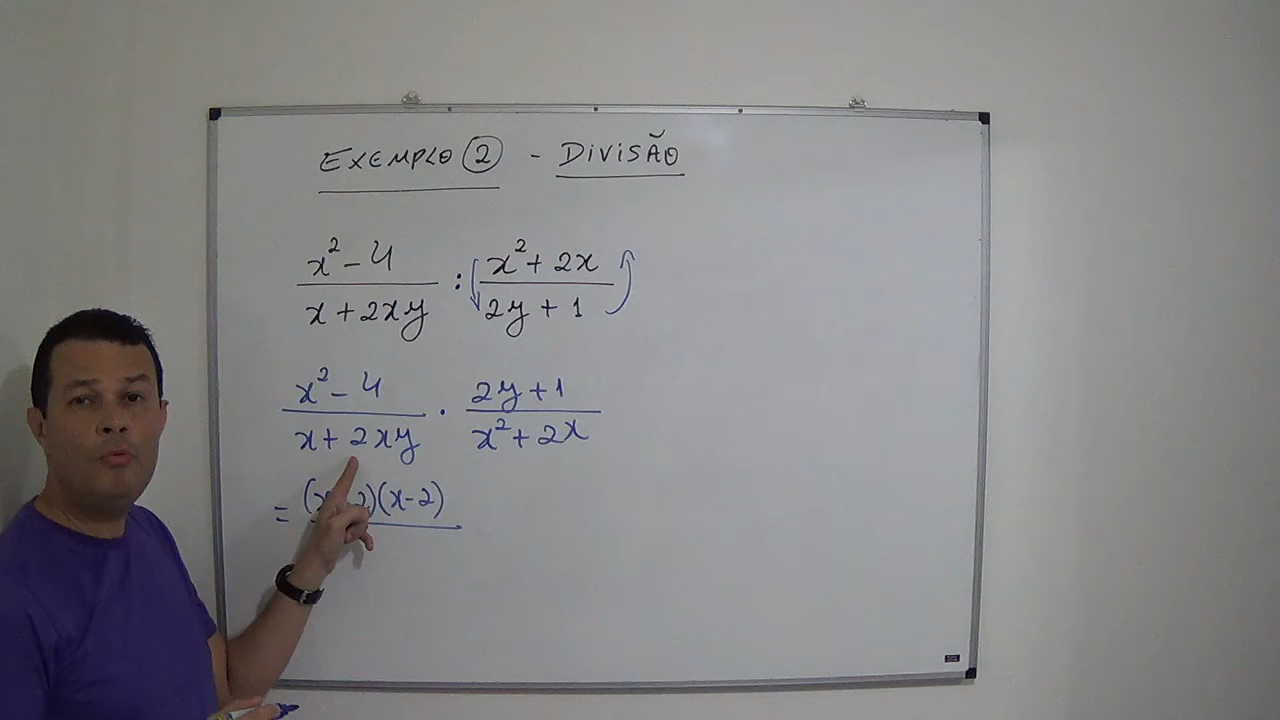 EXEMPLO 2 - DIVISÃO
x² - 4 : x² + 2x
x + 2xy 2y + 1
x² - 4 . 2y + 1
x + 2xy x² + 2x
= (x 2)(x - 2)